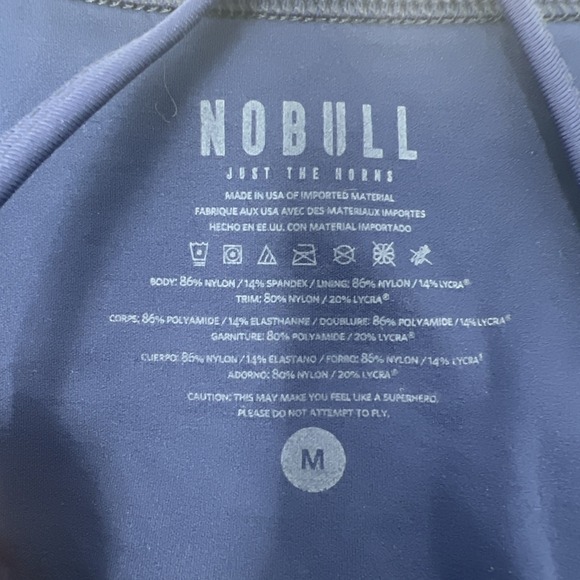 NOBULL
JUST THE HORNS
MADE IN USA OF IMPORTED MATERIAL
FABRIQUE AUX USA AVEC DES MATERIAUX IMPORTES
HECHO EN EE.UU. CON MATERIAL IMPORTADO
BODY: 86% NYLON / 14% SPANDEX / LINING: 86% NYLON / 14% LYCRA®
TRIM: 80% NYLON / 20% LYCRA®
CORPS: 86% POLYAMIDE / 14% ELASTHANNE / DOUBLURE: 86% POLYAMIDE / 14% LYCRA®
GARNITURE: 80% POLYAMIDE / 20% LYCRA®
CUERPO: 86% NYLON / 14% ELASTANO / FORRO: 86% NYLON / 14% LYCRA®
ADORNO: 80% NYLON / 20% LYCRA®
CAUTION: THIS MAY MAKE YOU FEEL LIKE A SUPERHERO.
PLEASE DO NOT ATTEMPT TO FLY.
M